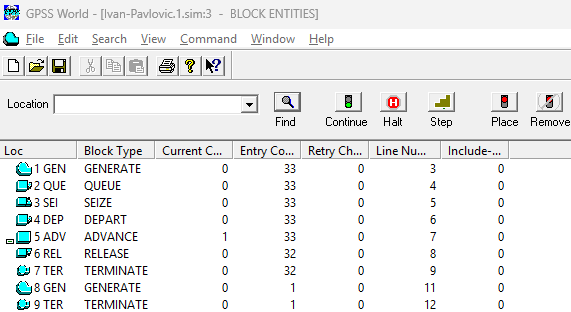 GPSS World - [Ivan-Pavlovic.1.sim:3 - BLOCK ENTITIES]
File Edit Search View Command Window Help
Location Find Continue Halt Step Place Remove
Loc Block Type Current C... Entry Co... Retry Ch... Line Nu... Include-...
1 GEN GENERATE 0 33 0 3 0
2 QUE QUEUE 0 33 0 4 0
3 SEI SEIZE 0 33 0 5 0
4 DEP DEPART 0 33 0 6 0
5 ADV ADVANCE 1 33 0 7 0
6 REL RELEASE 0 32 0 8 0
7 TER TERMINATE 0 32 0 9 0
8 GEN GENERATE 0 1 0 11 0
9 TER TERMINATE 0 1 0 12 0